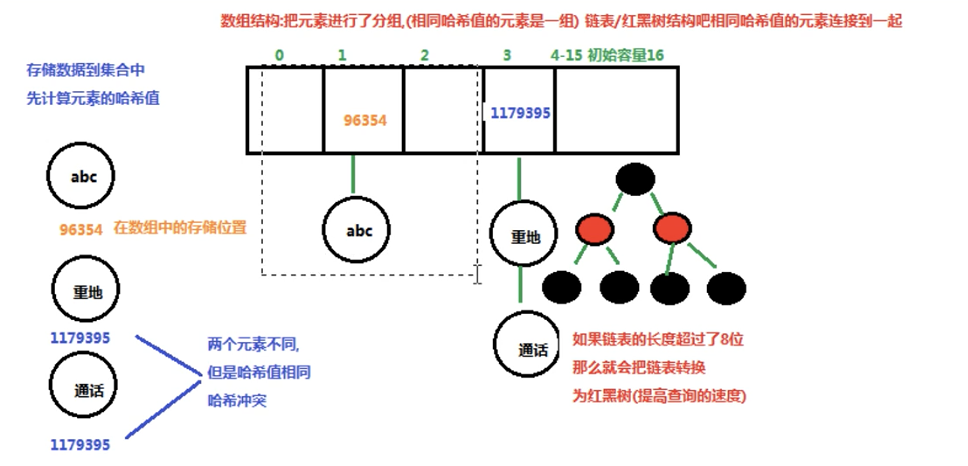 数组结构:把元素进行了分组,(相同哈希值的元素是一组) 链表/红黑树结构吧相同哈希值的元素连接到一起
0 1 2 3 4-15 初始容量16
存储数据到集合中
先计算元素的哈希值
96354
1179395
abc
96354 在数组中的存储位置
abc
重地
重地
1179395
两个元素不同,
但是哈希值相同
哈希冲突
通话
1179395
通话
如果链表的长度超过了8位
那么就会把链表转换
为红黑树(提高查询的速度)